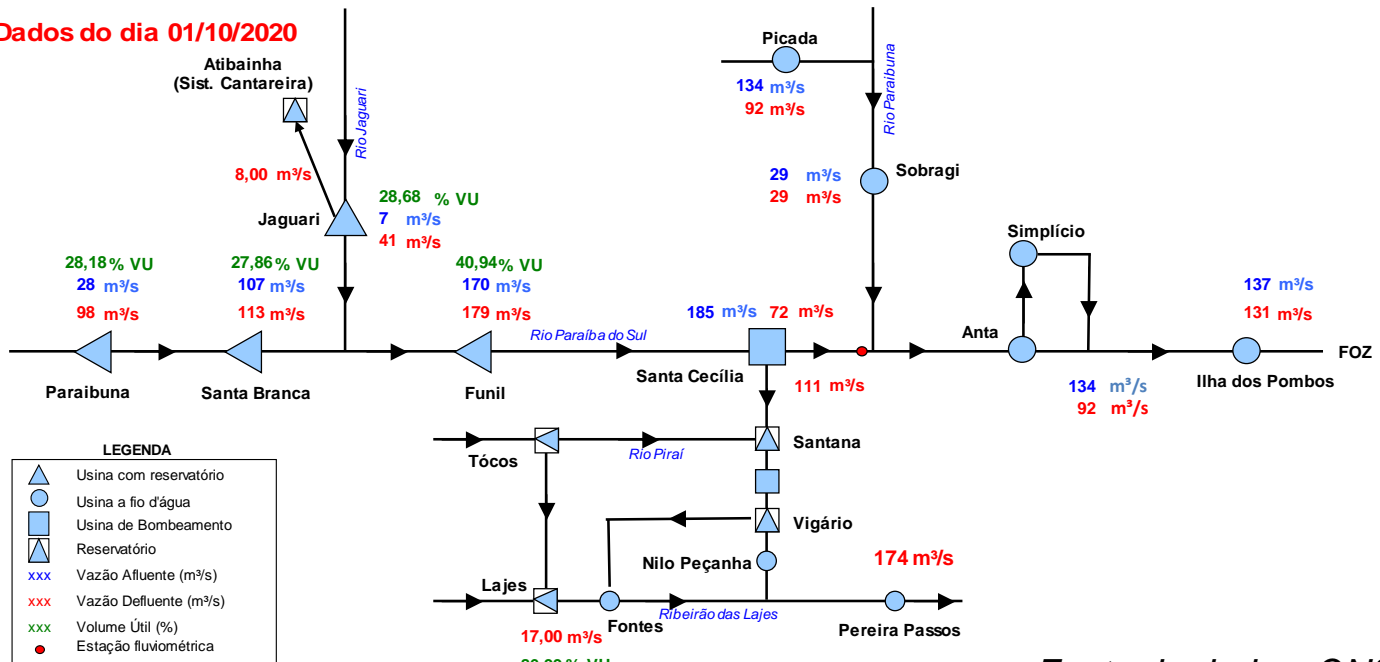 Dados do dia 01/10/2020
Atibainha
(Sist. Cantareira)
Rio Jaguari
8,00 m³/s
Jaguari
28,68 % VU
7 m³/s
41 m³/s
Picada
134 m³/s
92 m³/s
Rio Paraibuna
29 m³/s
29 m³/s
Sobragi
Simplício
28,18 % VU
28 m³/s
98 m³/s
Paraibuna
27,86 % VU
107 m³/s
113 m³/s
Santa Branca
40,94 % VU
170 m³/s
179 m³/s
Funil
Rio Paraíba do Sul
185 m³/s 72 m³/s
Santa Cecília
111 m³/s
Anta
134 m³/s
92 m³/s
137 m³/s
131 m³/s
Ilha dos Pombos
FOZ
Tócos
Rio Piraí
Santana
Vigário
Nilo Peçanha
174 m³/s
Lajes
Fontes
Ribeirão das Lajes
Pereira Passos
17,00 m³/s
LEGENDA
Usina com reservatório
Usina a fio d'água
Usina de Bombeamento
Reservatório
xxx Vazão Afluente (m³/s)
xxx Vazão Defluente (m³/s)
xxx Volume Útil (%)
Estação fluviométrica